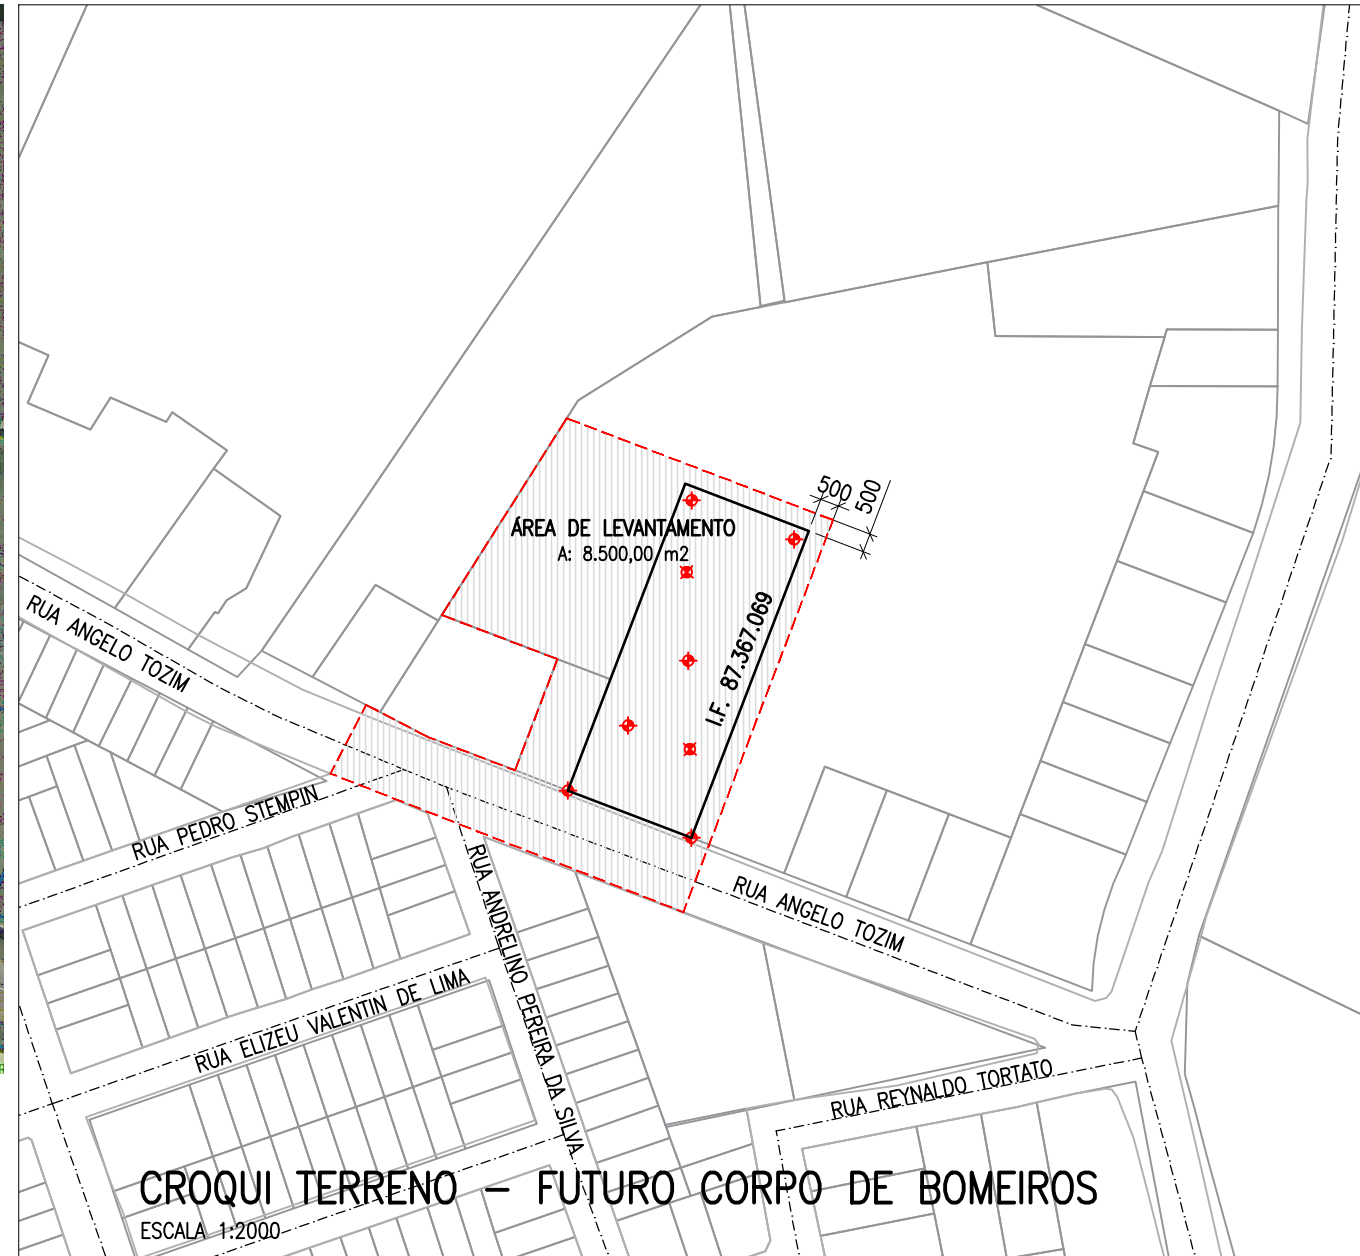 500
500
ÁREA DE LEVANTAMENTO
A: 8.500,00 m2
I.F. 87.367.069
RUA ANGELO TOZIM
RUA PEDRO STEMPIN
RUA ANDRELINO PEREIRA DA SILVA
RUA ANGELO TOZIM
RUA ELIZEU VALENTIN DE LIMA
RUA REYNALDO TORTATO
CROQUI TERRENO – FUTURO CORPO DE BOMEIROS
ESCALA 1:2000